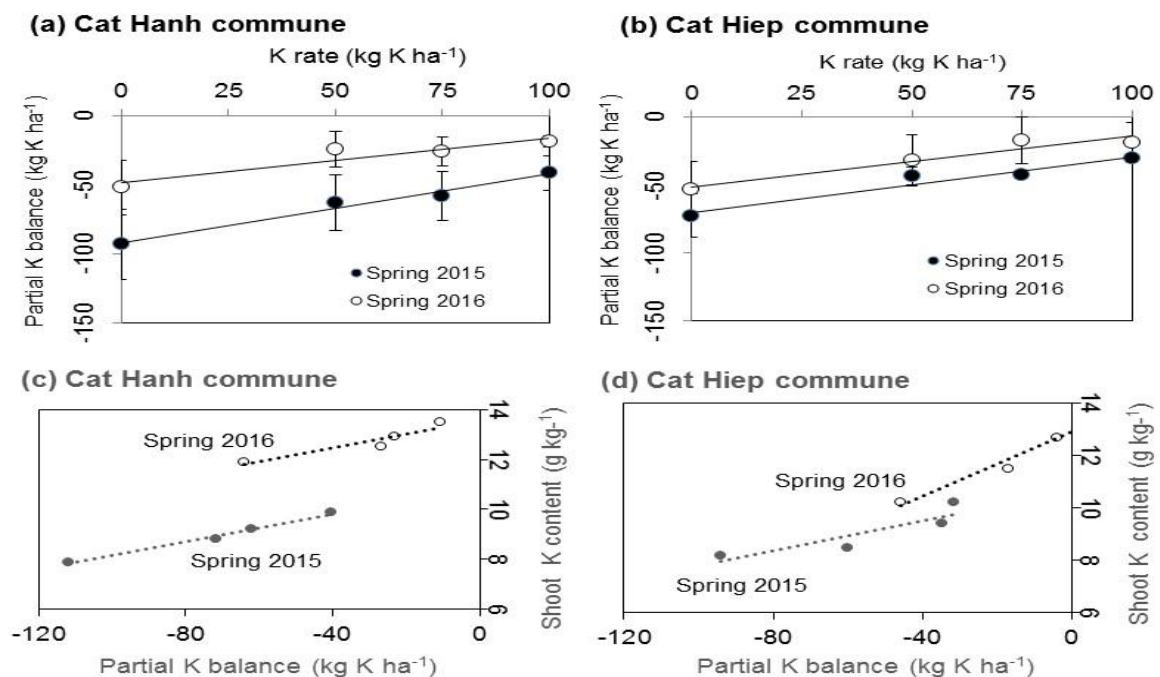 (a) Cat Hanh commune
K rate (kg K ha-1)
0 25 50 75 100
0
-50
-100
-150
Partial K balance (kg K ha-1)
Spring 2015
Spring 2016
(b) Cat Hiep commune
K rate (kg K ha-1)
0 25 50 75 100
0
-50
-100
-150
Partial K balance (kg K ha-1)
Spring 2015
Spring 2016
(c) Cat Hanh commune
Spring 2016
Spring 2015
14
12
10
8
6
Shoot K content (g kg-1)
-120 -80 -40 0
Partial K balance (kg K ha-1)
(d) Cat Hiep commune
Spring 2016
Spring 2015
14
12
10
8
6
Shoot K content (g kg-1)
-120 -80 -40 0
Partial K balance (kg K ha-1)